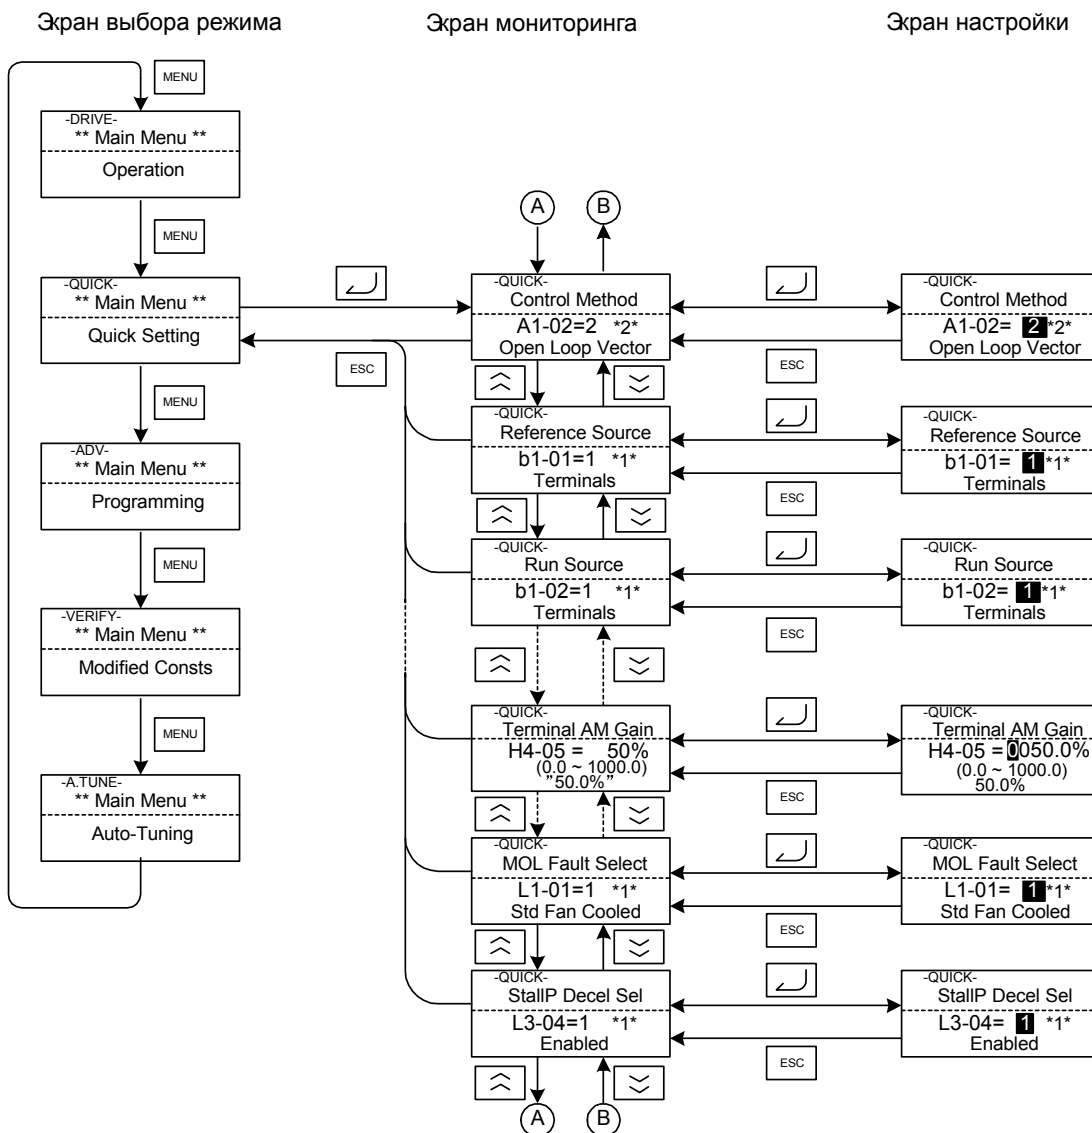 Экран выбора режима
Экран мониторинга
Экран настройки
MENU
-DRIVE-
** Main Menu **
Operation
MENU
-QUICK-
** Main Menu **
Quick Setting
MENU
-ADV-
** Main Menu **
Programming
MENU
-VERIFY-
** Main Menu **
Modified Consts
MENU
-A.TUNE-
** Main Menu **
Auto-Tuning
ESC
A
B
-QUICK-
Control Method
A1-02=2 *2*
Open Loop Vector
-QUICK-
Reference Source
b1-01=1 *1*
Terminals
-QUICK-
Run Source
b1-02=1 *1*
Terminals
-QUICK-
Terminal AM Gain
H4-05 = 50%
(0.0 ~ 1000.0)
"50.0%"
-QUICK-
MOL Fault Select
L1-01=1 *1*
Std Fan Cooled
-QUICK-
StallP Decel Sel
L3-04=1 *1*
Enabled
A
B
ESC
ESC
ESC
ESC
ESC
ESC
-QUICK-
Control Method
A1-02= 2 *2*
Open Loop Vector
-QUICK-
Reference Source
b1-01= 1 *1*
Terminals
-QUICK-
Run Source
b1-02= 1 *1*
Terminals
-QUICK-
Terminal AM Gain
H4-05 = 0050.0%
(0.0 ~ 1000.0)
50.0%
-QUICK-
MOL Fault Select
L1-01= 1 *1*
Std Fan Cooled
-QUICK-
StallP Decel Sel
L3-04= 1 *1*
Enabled